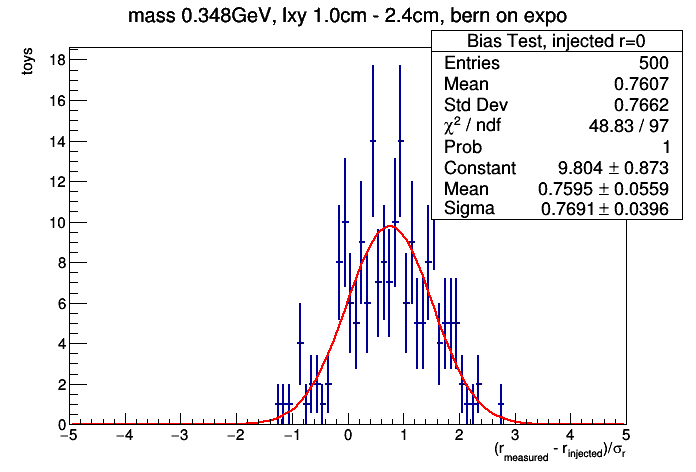 mass 0.348GeV, lxy 1.0cm - 2.4cm, bern on expo
Bias Test, injected r=0
Entries 500
Mean 0.7607
Std Dev 0.7662
χ² / ndf 48.83 / 97
Prob 1
Constant 9.804 ± 0.873
Mean 0.7595 ± 0.0559
Sigma 0.7691 ± 0.0396
toys
18
16
14
12
10
8
6
4
2
0
−5 −4 −3 −2 −1 0 1 2 3 4 5
(r_measured - r_injected)/σ_r